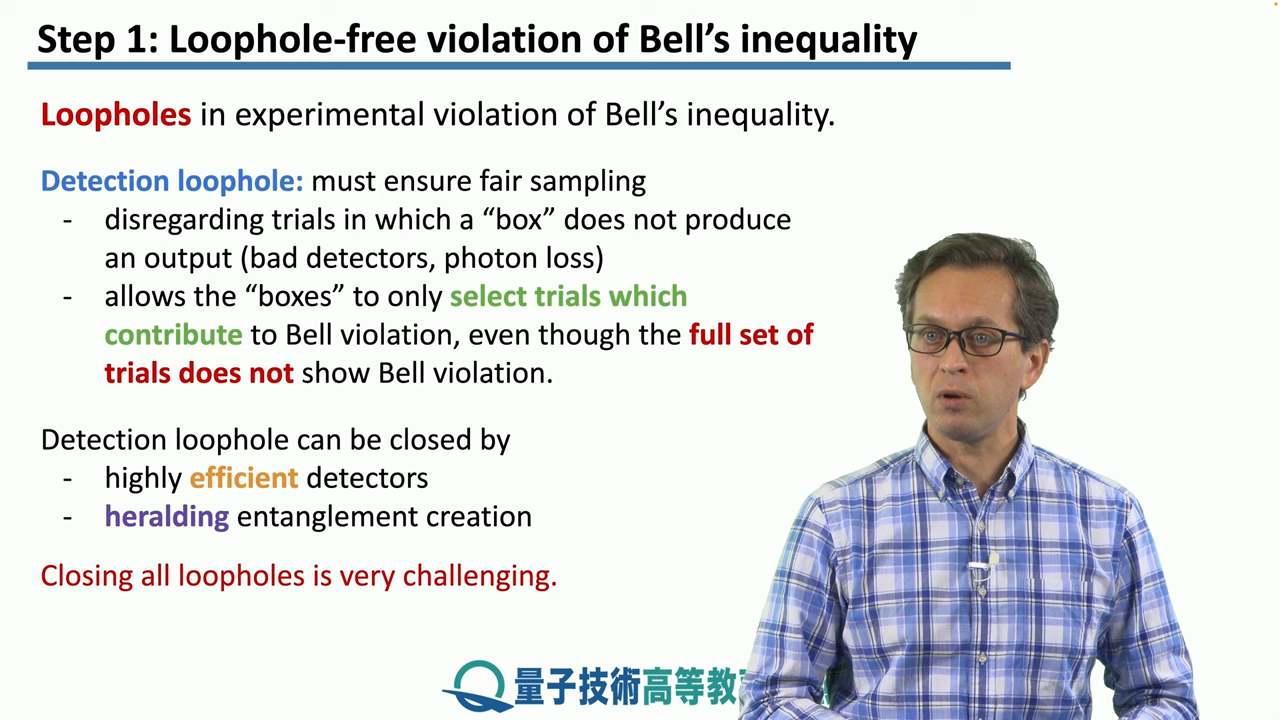 Step 1: Loophole-free violation of Bell’s inequality
Loopholes in experimental violation of Bell’s inequality.
Detection loophole: must ensure fair sampling
- disregarding trials in which a “box” does not produce
an output (bad detectors, photon loss)
- allows the “boxes” to only select trials which
contribute to Bell violation, even though the full set of
trials does not show Bell violation.
Detection loophole can be closed by
- highly efficient detectors
- heralding entanglement creation
Closing all loopholes is very challenging.
量子技術高等教